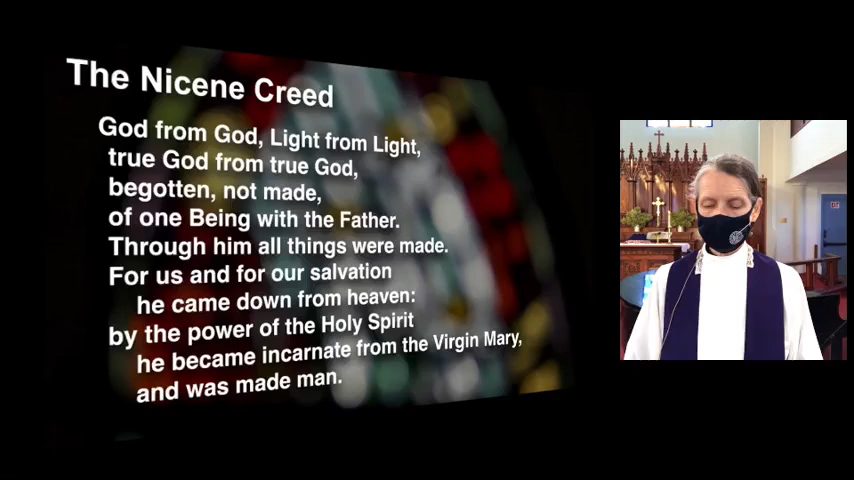 The Nicene Creed
God from God, Light from Light,
true God from true God,
begotten, not made,
of one Being with the Father.
Through him all things were made.
For us and for our salvation
he came down from heaven:
by the power of the Holy Spirit
he became incarnate from the Virgin Mary,
and was made man.